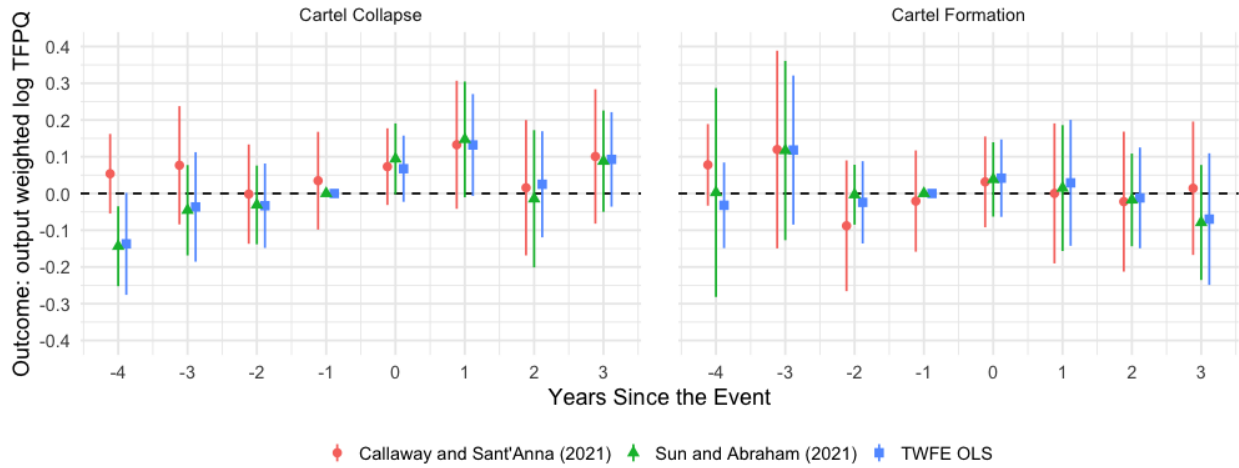 Cartel Collapse
Cartel Formation
Outcome: output weighted log TFPQ
0.4
0.3
0.2
0.1
0.0
-0.1
-0.2
-0.3
-0.4
-4 -3 -2 -1 0 1 2 3
-4 -3 -2 -1 0 1 2 3
Years Since the Event
Callaway and Sant'Anna (2021) Sun and Abraham (2021) TWFE OLS